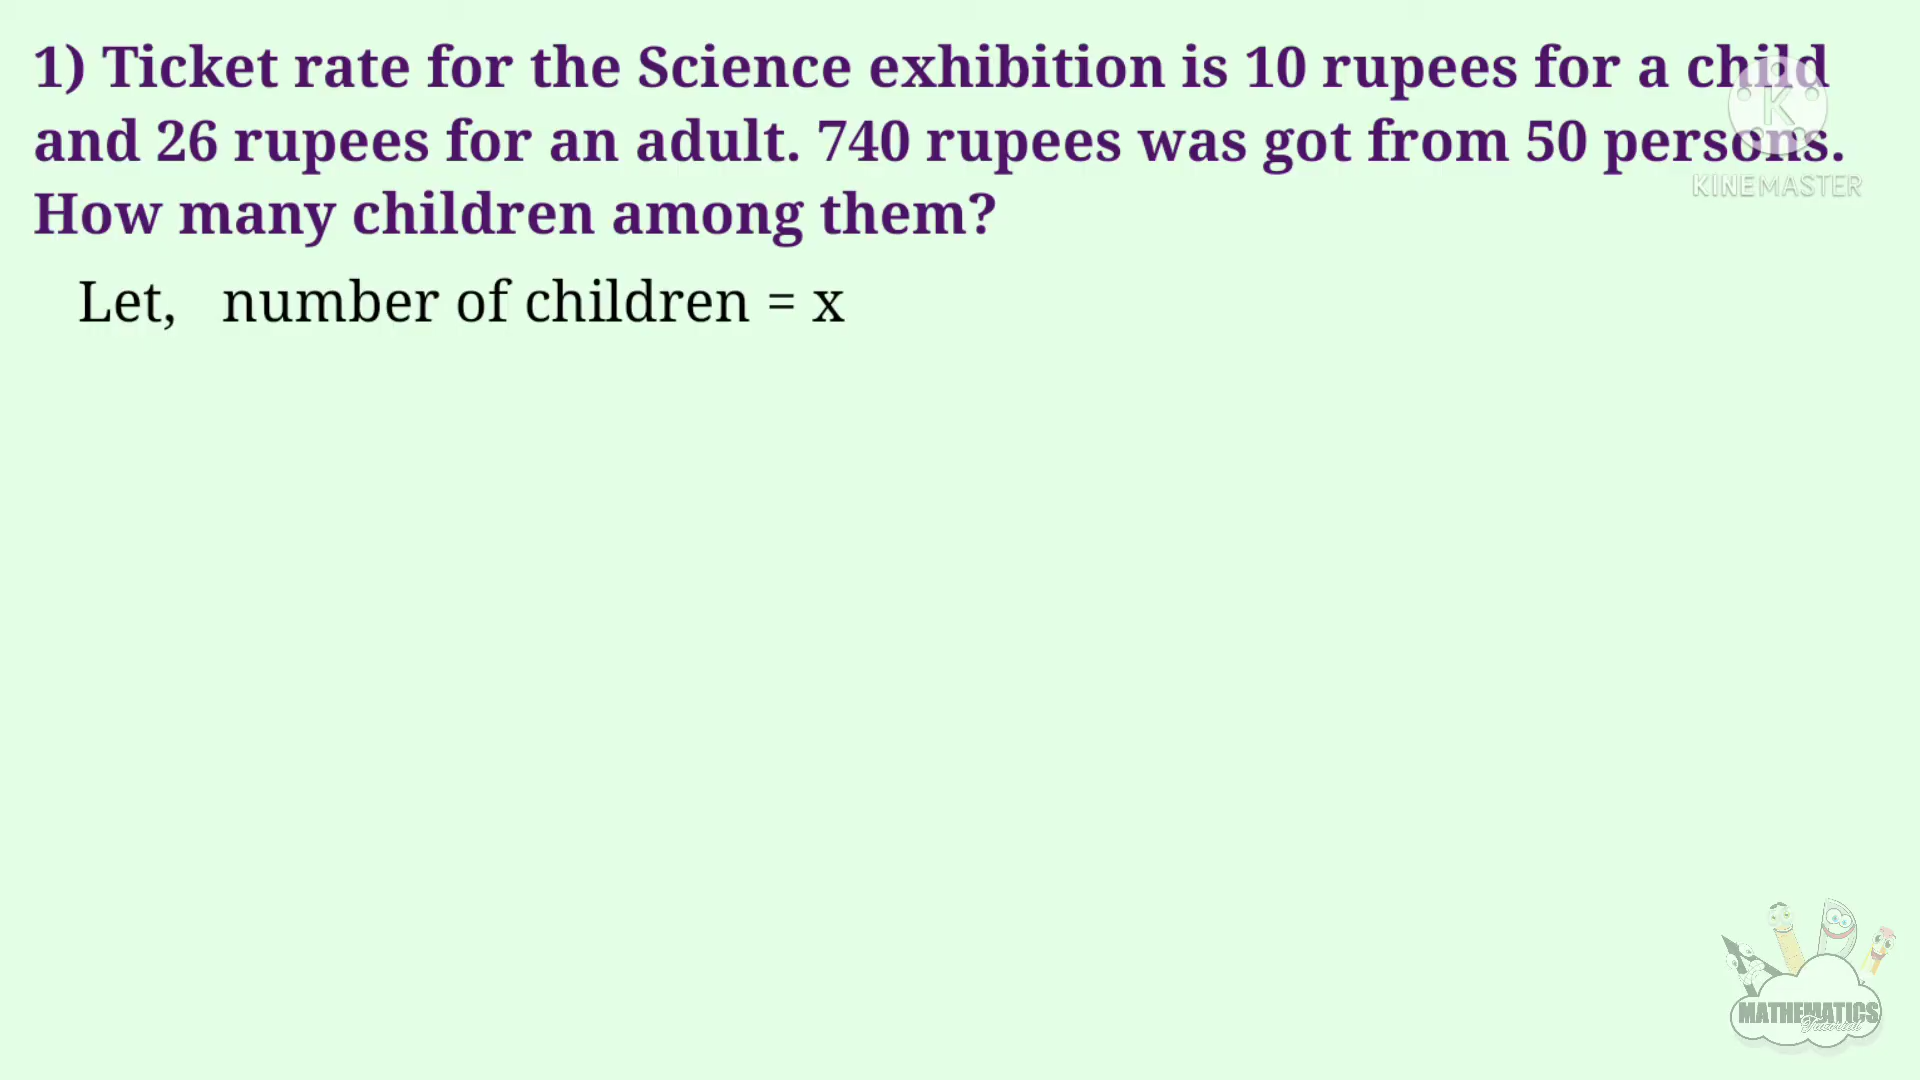 1) Ticket rate for the Science exhibition is 10 rupees for a child
and 26 rupees for an adult. 740 rupees was got from 50 persons.
How many children among them?
Let, number of children = x
K
KINEMASTER
MATHEMATICS
Tutorial